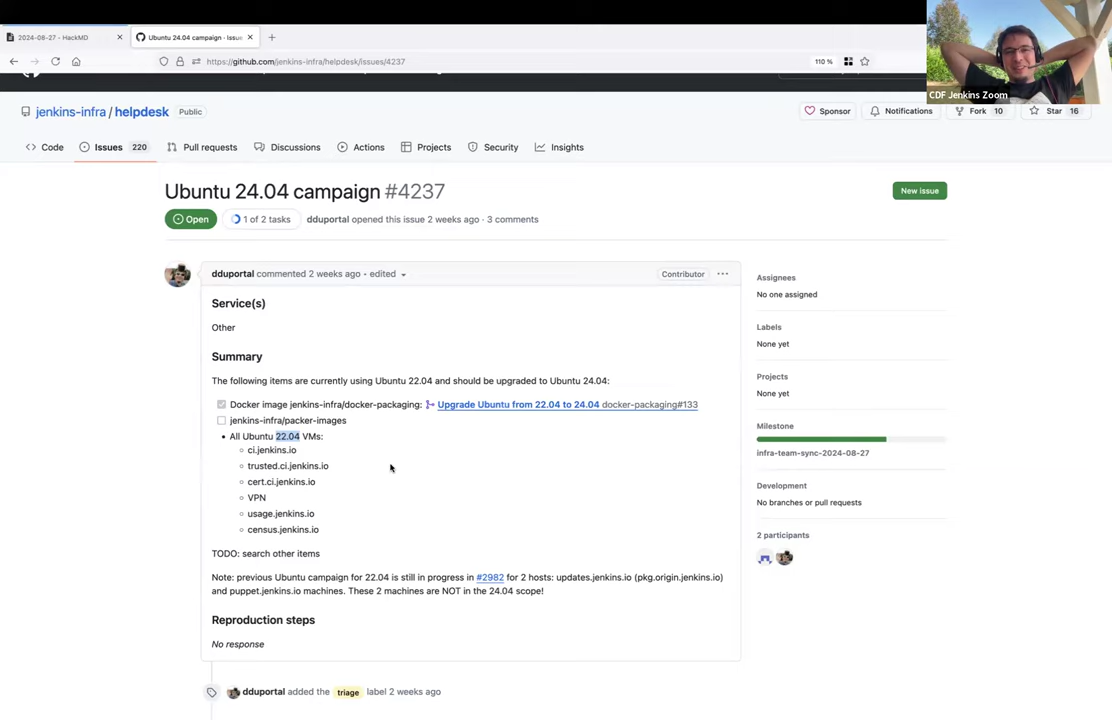 2024-08-27 - HackMD
Ubuntu 24.04 campaign · Issu
https://github.com/jenkins-infra/helpdesk/issues/4237
110 %
CDF Jenkins Zoom
jenkins-infra / helpdesk Public
Sponsor
Notifications
Fork 10
Star 16
Code
Issues 220
Pull requests
Discussions
Actions
Projects
Security
Insights
Ubuntu 24.04 campaign #4237
New issue
Open
1 of 2 tasks
dduportal opened this issue 2 weeks ago · 3 comments
dduportal commented 2 weeks ago • edited
Contributor
Service(s)
Other
Summary
The following items are currently using Ubuntu 22.04 and should be upgraded to Ubuntu 24.04:
Docker image jenkins-infra/docker-packaging: Upgrade Ubuntu from 22.04 to 24.04 docker-packaging#133
jenkins-infra/packer-images
All Ubuntu 22.04 VMs:
ci.jenkins.io
trusted.ci.jenkins.io
cert.ci.jenkins.io
VPN
usage.jenkins.io
census.jenkins.io
TODO: search other items
Note: previous Ubuntu campaign for 22.04 is still in progress in #2982 for 2 hosts: updates.jenkins.io (pkg.origin.jenkins.io)
and puppet.jenkins.io machines. These 2 machines are NOT in the 24.04 scope!
Reproduction steps
No response
dduportal added the triage label 2 weeks ago
Assignees
No one assigned
Labels
None yet
Projects
None yet
Milestone
infra-team-sync-2024-08-27
Development
No branches or pull requests
2 participants